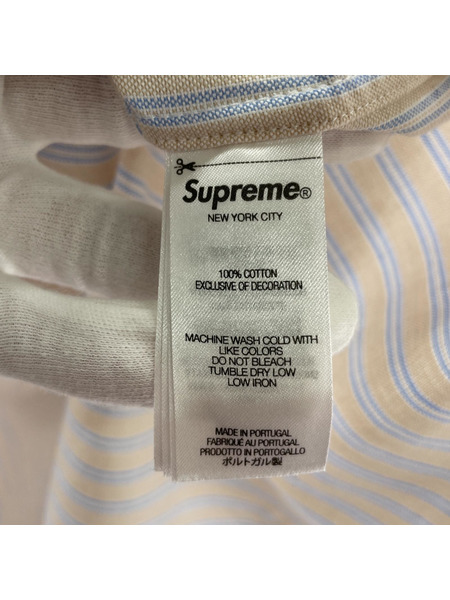 Supreme®
NEW YORK CITY
100% COTTON
EXCLUSIVE OF DECORATION
MACHINE WASH COLD WITH
LIKE COLORS
DO NOT BLEACH
TUMBLE DRY LOW
LOW IRON
MADE IN PORTUGAL
FABRIQUÉ AU PORTUGAL
PRODOTTO IN PORTOGALLO
ポルトガル製